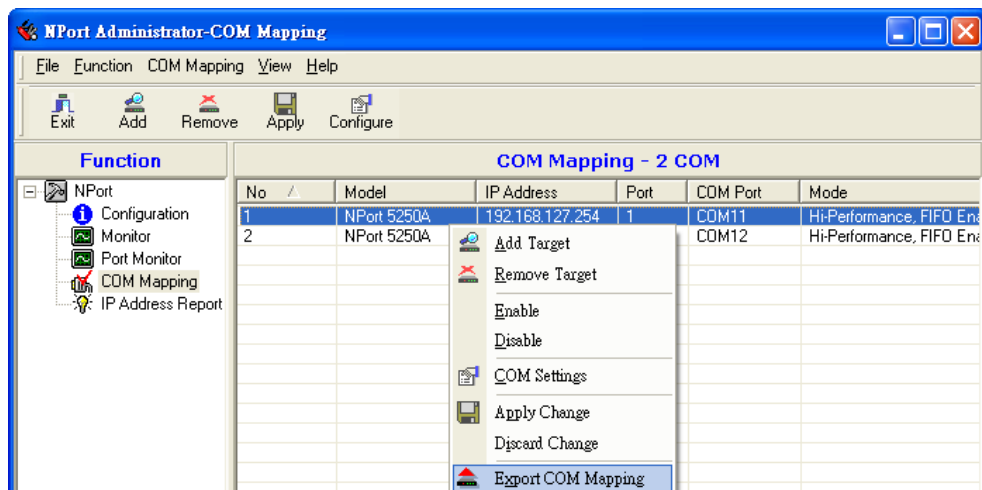 NPort Administrator-COM Mapping
File Function COM Mapping View Help
Exit Add Remove Apply Configure
Function
COM Mapping - 2 COM
NPort
Configuration
Monitor
Port Monitor
COM Mapping
IP Address Report
No Model IP Address Port COM Port Mode
1 NPort 5250A 192.168.127.254 1 COM11 Hi-Performance, FIFO Ena
2 NPort 5250A COM12 Hi-Performance, FIFO Ena
Add Target
Remove Target
Enable
Disable
COM Settings
Apply Change
Discard Change
Export COM Mapping